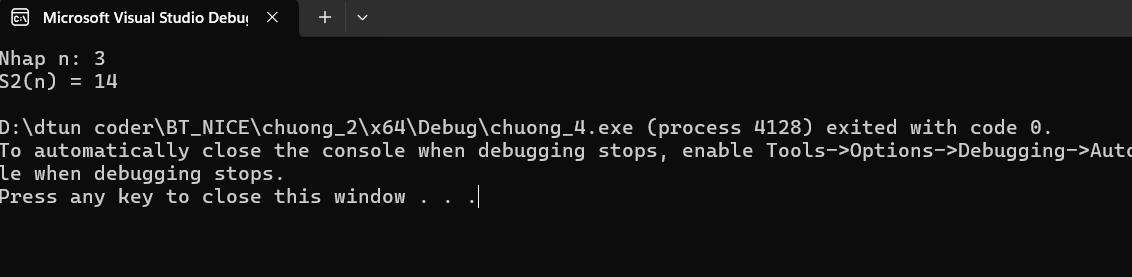 Microsoft Visual Studio Debu
Nhap n: 3
S2(n) = 14
D:\dtun coder\BT_NICE\chuong_2\x64\Debug\chuong_4.exe (process 4128) exited with code 0.
To automatically close the console when debugging stops, enable Tools->Options->Debugging->Auto
le when debugging stops.
Press any key to close this window . . .